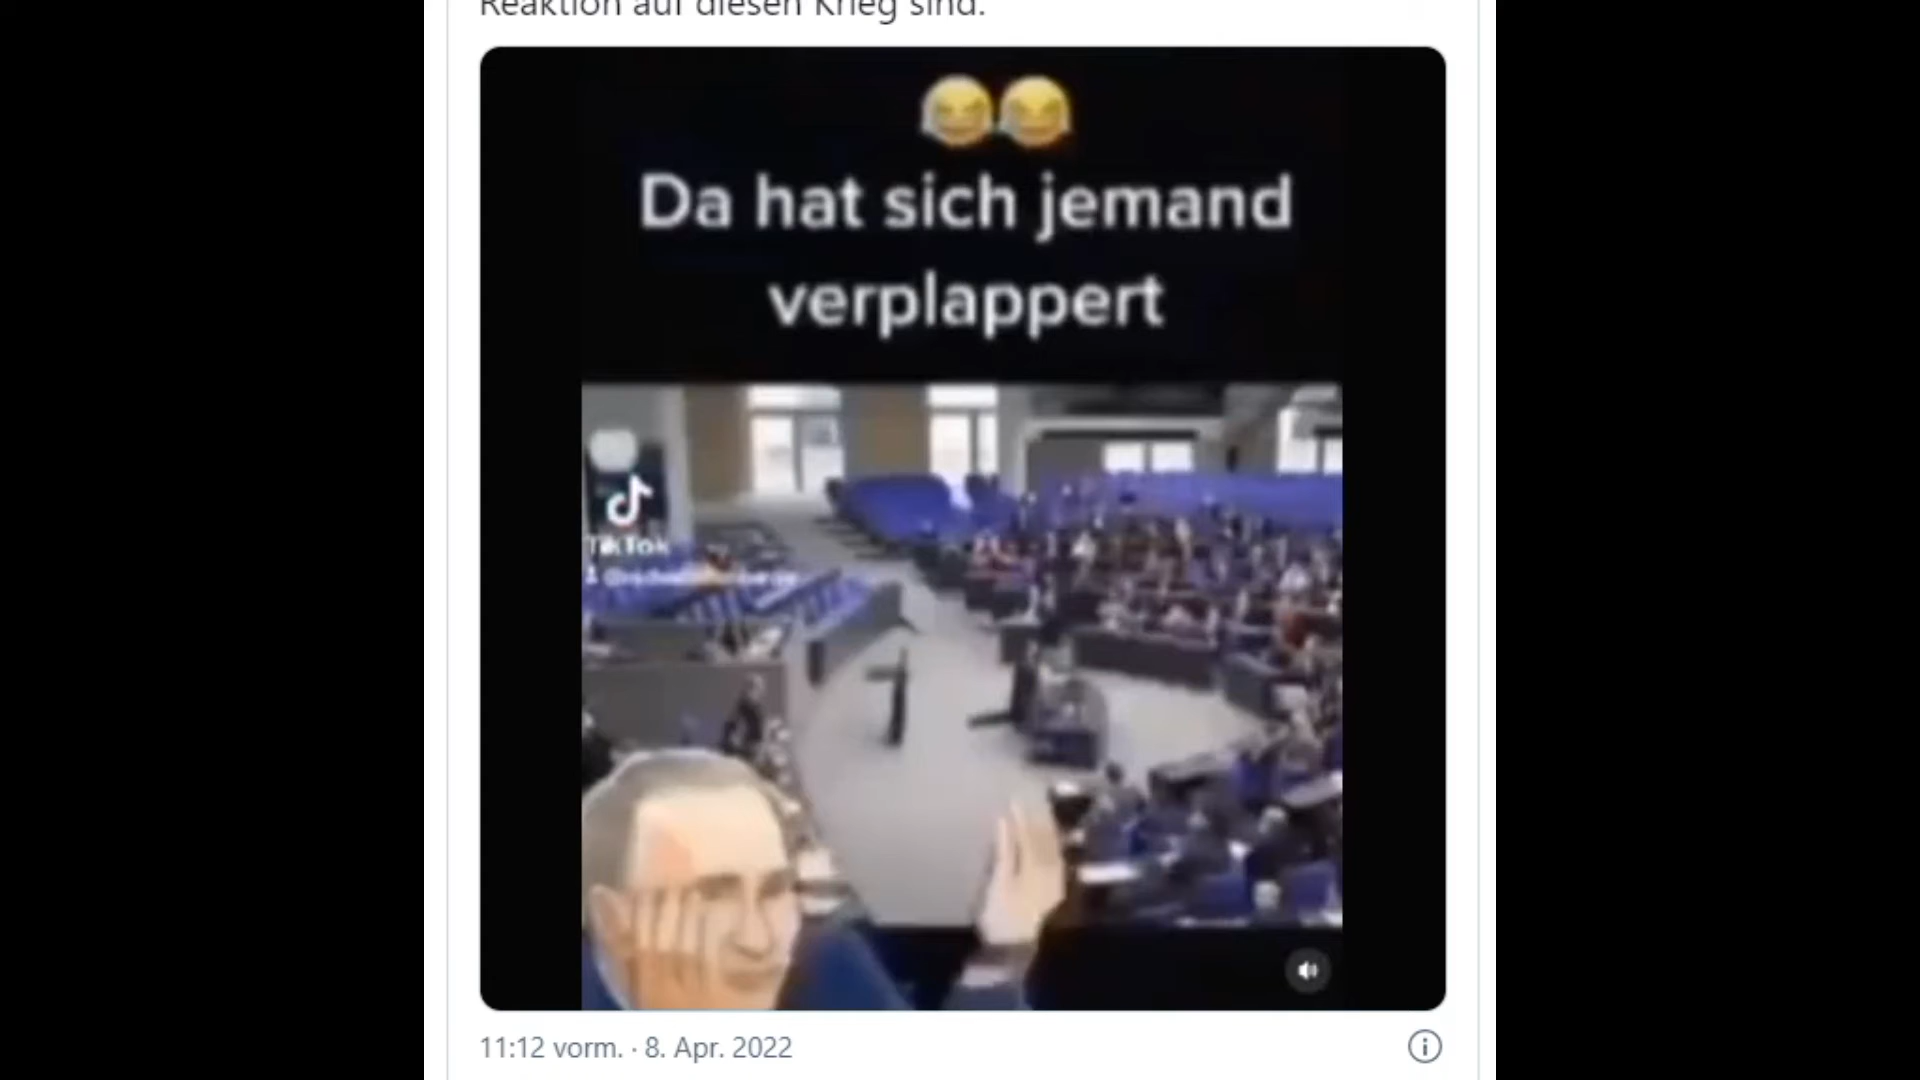 Reaktion auf diesen Krieg sind.
Da hat sich jemand
verplappert
TikTok
11:12 vorm. · 8. Apr. 2022